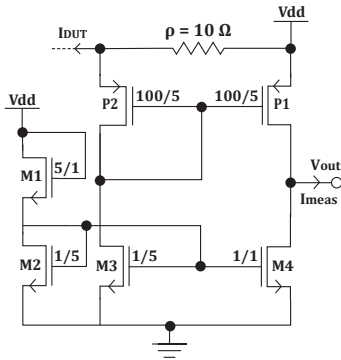 IDUT
ρ = 10 Ω
Vdd
P2
100/5
100/5
P1
Vdd
M1
5/1
Vout
Imeas
M2
1/5
M3
1/5
1/1
M4